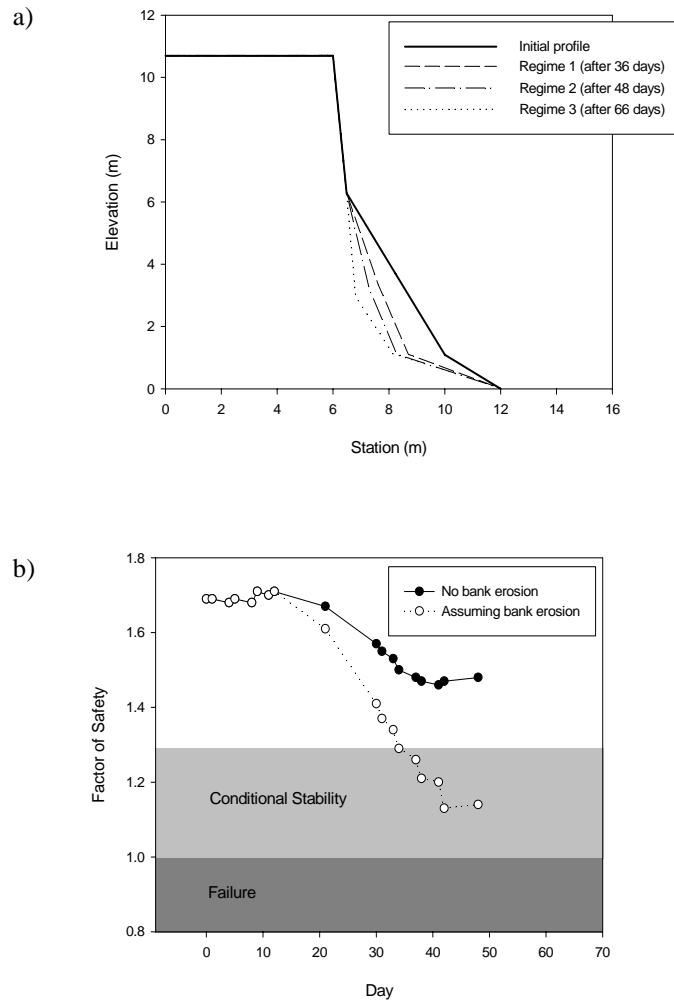 a)
12
10
8
6
4
2
0
Elevation (m)
Initial profile
Regime 1 (after 36 days)
Regime 2 (after 48 days)
Regime 3 (after 66 days)
0 2 4 6 8 10 12 14 16
Station (m)
b)
1.8
1.6
1.4
1.2
1.0
0.8
Factor of Safety
No bank erosion
Assuming bank erosion
Conditional Stability
Failure
0 10 20 30 40 50 60 70
Day